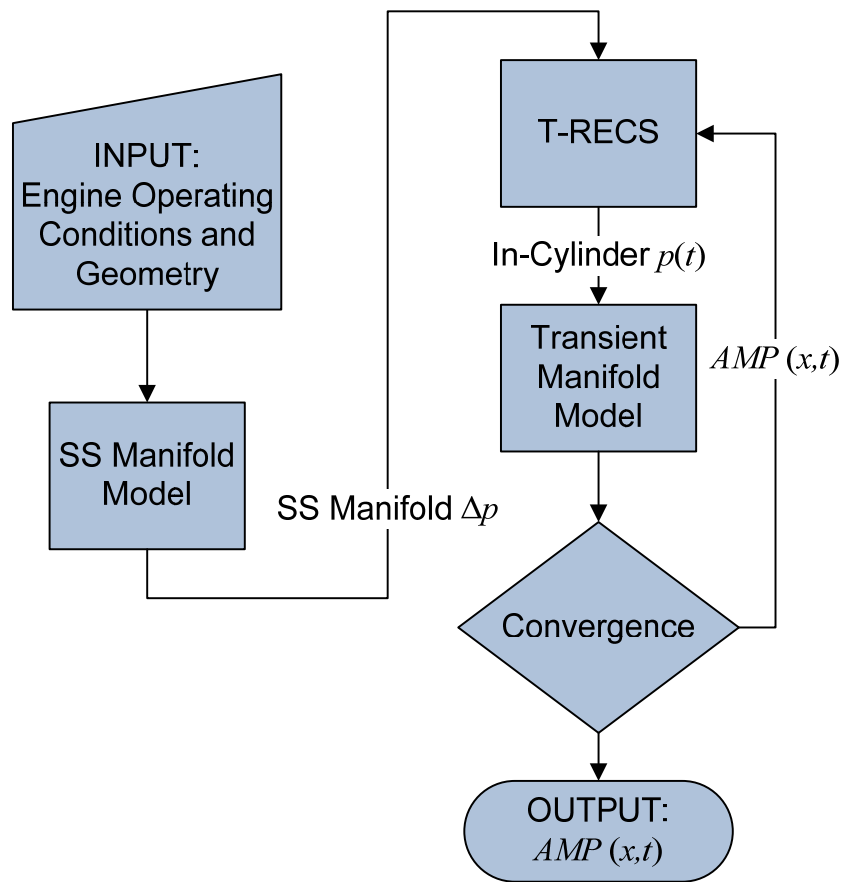 INPUT:
Engine Operating
Conditions and
Geometry
SS Manifold
Model
SS Manifold Δp
T-RECS
In-Cylinder p(t)
Transient
Manifold
Model
AMP (x,t)
Convergence
OUTPUT:
AMP (x,t)